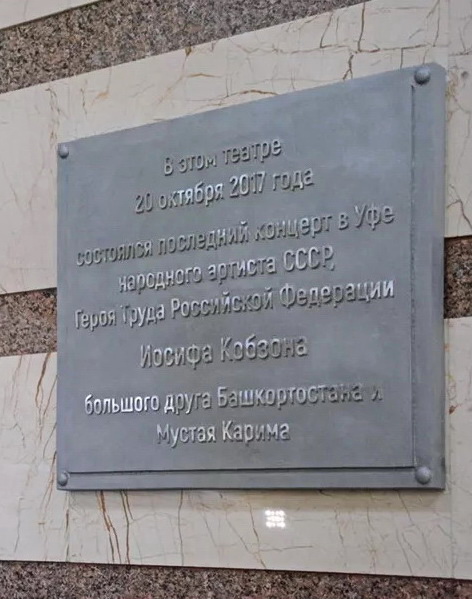 В этом театре
20 октября 2017 года
состоялся последний концерт в Уфе
народного артиста СССР,
Героя Труда Российской Федерации
Иосифа Кобзона
большого друга Башкортостана и
Мустая Карима